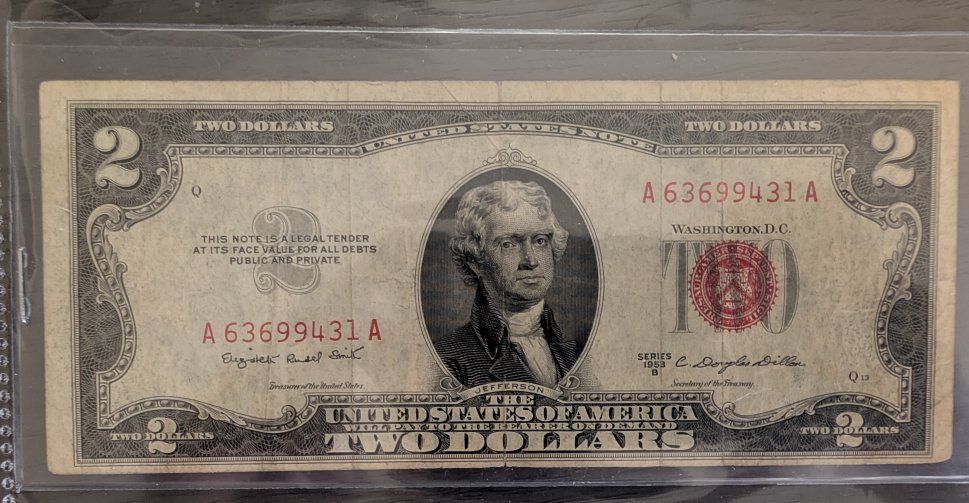 2 TWO DOLLARS UNITED STATES NOTE TWO DOLLARS 2
Q
A 63699431 A
WASHINGTON, D.C.
2
THIS NOTE IS A LEGAL TENDER
AT ITS FACE VALUE FOR ALL DEBTS
PUBLIC AND PRIVATE
TWO
A 63699431 A
Elizabeth Rudel Smith
Treasurer of the United States.
SERIES
1953
B
C. Douglas Dillon
Secretary of the Treasury.
Q 13
JEFFERSON
THE
UNITED STATES OF AMERICA
WILL PAY TO THE BEARER ON DEMAND
TWO DOLLARS
TWO 2 DOLLARS
TWO 2 DOLLARS